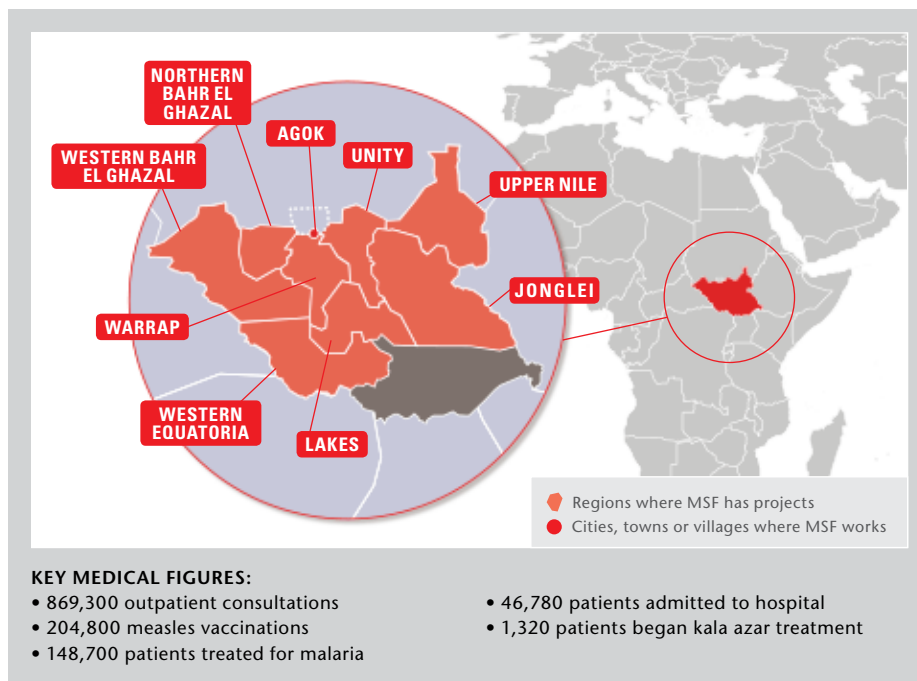 NORTHERN
BAHR EL
GHAZAL
AGOK
UNITY
WESTERN BAHR
EL GHAZAL
UPPER NILE
JONGLEI
WARRAP
WESTERN
EQUATORIA
LAKES
Regions where MSF has projects
Cities, towns or villages where MSF works
KEY MEDICAL FIGURES:
• 869,300 outpatient consultations
• 204,800 measles vaccinations
• 148,700 patients treated for malaria
• 46,780 patients admitted to hospital
• 1,320 patients began kala azar treatment